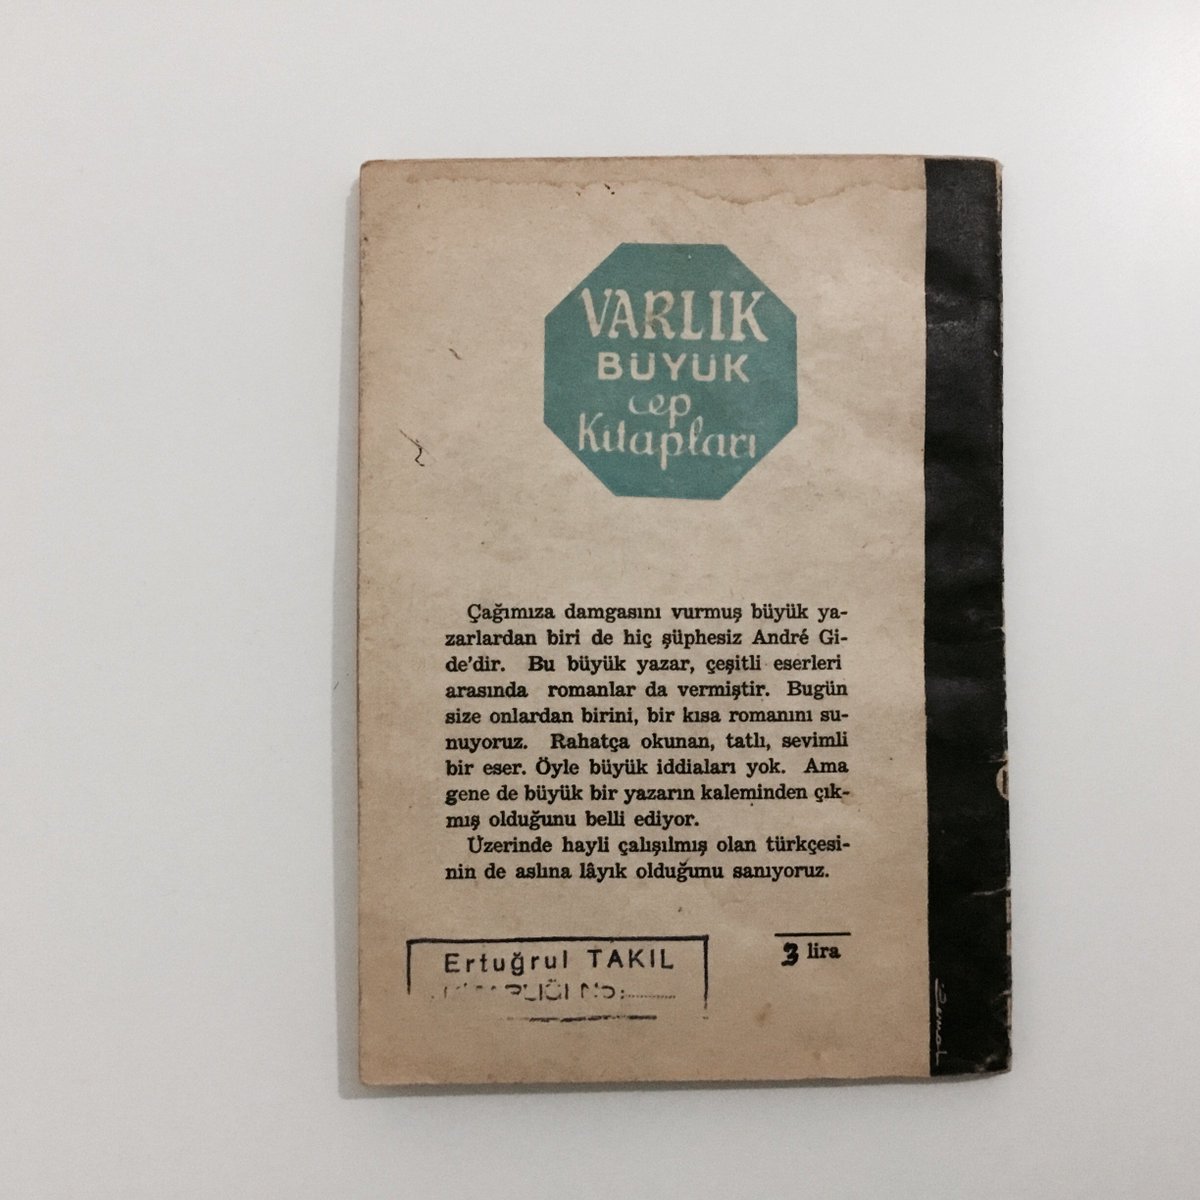 VARLIK
BÜYÜK
cep
Kitapları
Çağımıza damgasını vurmuş büyük ya-
zarlardan biri de hiç şüphesiz André Gi-
de'dir. Bu büyük yazar, çeşitli eserleri
arasında romanlar da vermiştir. Bugün
size onlardan birini, bir kısa romanını su-
nuyoruz. Rahatça okunan, tatlı, sevimli
bir eser. Öyle büyük iddiaları yok. Ama
gene de büyük bir yazarın kaleminden çık-
mış olduğunu belli ediyor.
Üzerinde hayli çalışılmış olan türkçesi-
nin de aslına lâyık olduğunu sanıyoruz.
3 lira
Ertuğrul TAKIL